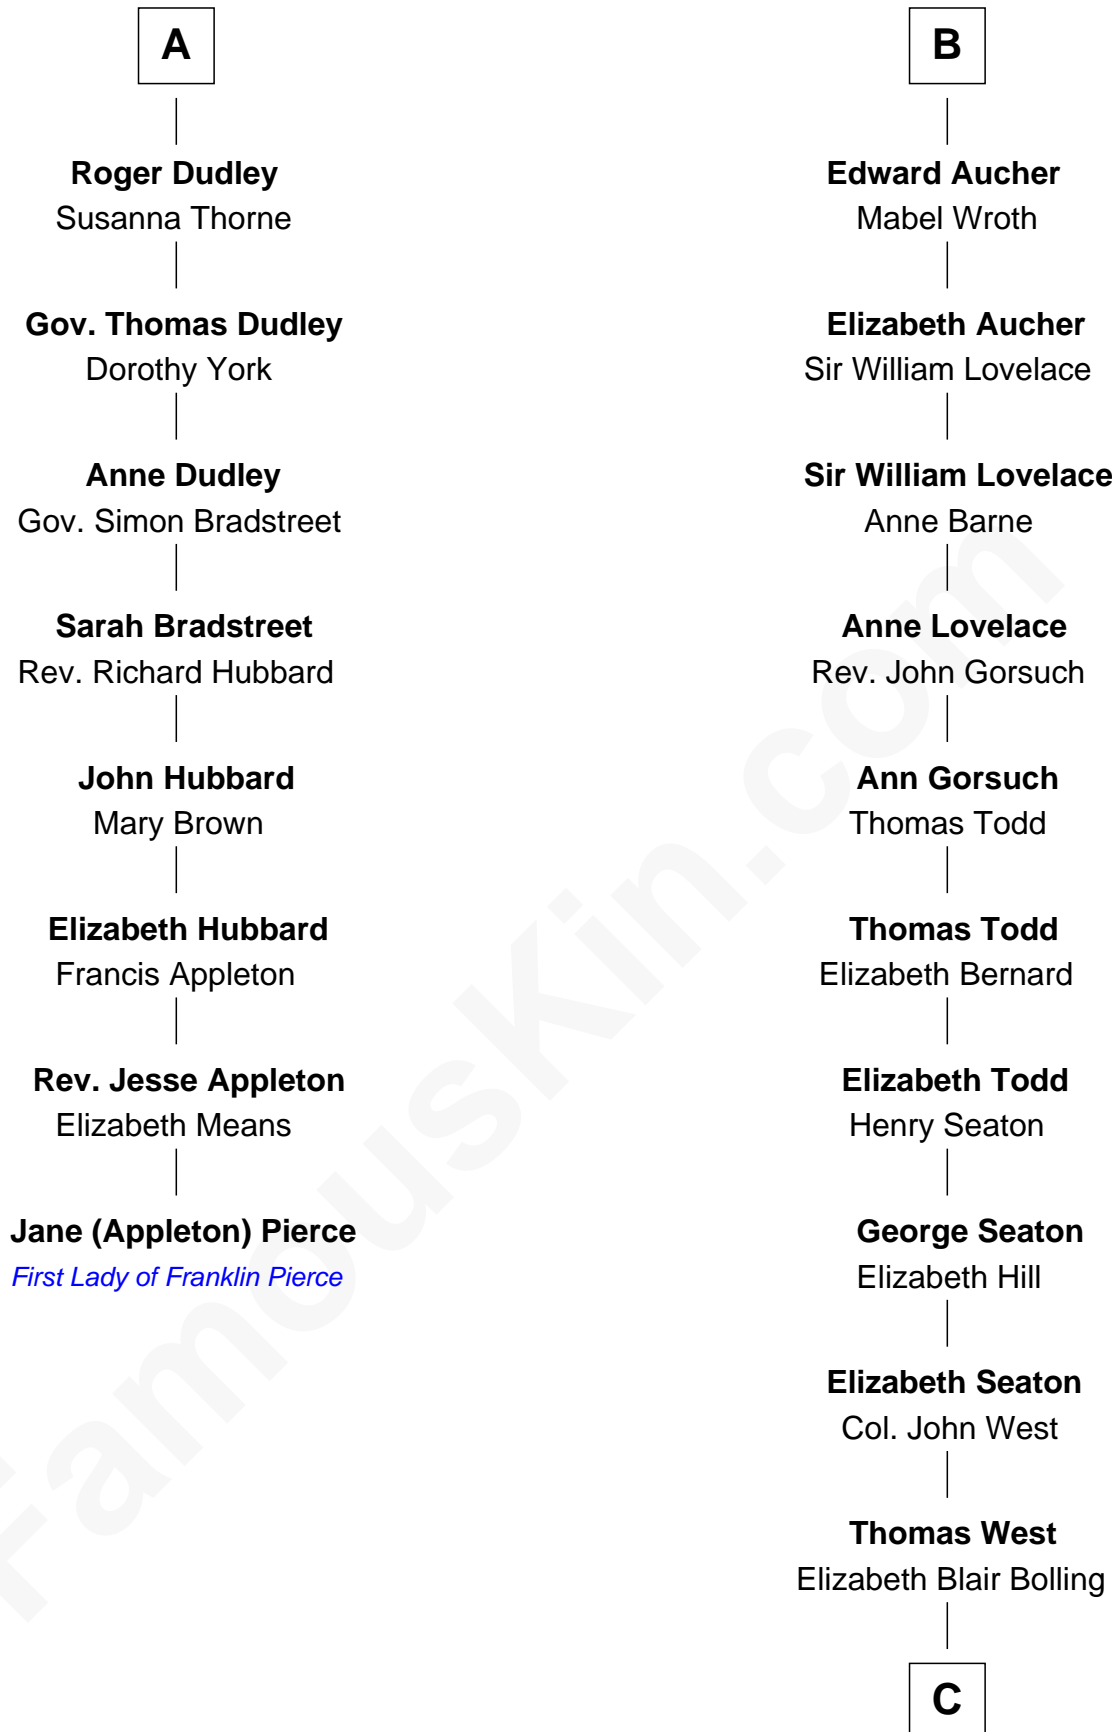 A
Roger Dudley
Susanna Thorne
Gov. Thomas Dudley
Dorothy York
Anne Dudley
Gov. Simon Bradstreet
Sarah Bradstreet
Rev. Richard Hubbard
John Hubbard
Mary Brown
Elizabeth Hubbard
Francis Appleton
Rev. Jesse Appleton
Elizabeth Means
Jane (Appleton) Pierce
First Lady of Franklin Pierce
B
Edward Aucher
Mabel Wroth
Elizabeth Aucher
Sir William Lovelace
Sir William Lovelace
Anne Barne
Anne Lovelace
Rev. John Gorsuch
Ann Gorsuch
Thomas Todd
Thomas Todd
Elizabeth Bernard
Elizabeth Todd
Henry Seaton
George Seaton
Elizabeth Hill
Elizabeth Seaton
Col. John West
Thomas West
Elizabeth Blair Bolling
C
FamousKin.com